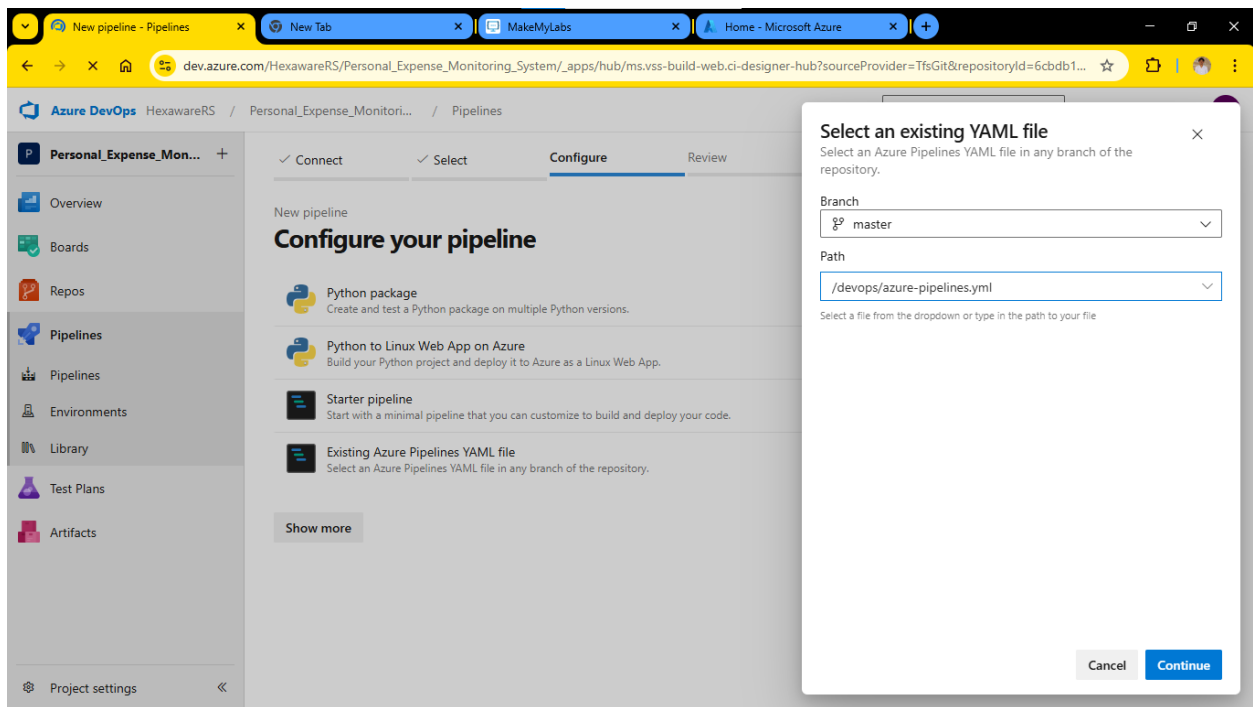 New pipeline - Pipelines
New Tab
MakeMyLabs
Home - Microsoft Azure
dev.azure.com/HexawareRS/Personal_Expense_Monitoring_System/_apps/hub/ms.vss-build-web.ci-designer-hub?sourceProvider=TfsGit&repositoryId=6cbdb1...
Azure DevOps HexawareRS / Personal_Expense_Monitori... / Pipelines
P Personal_Expense_Mon... +
Overview
Boards
Repos
Pipelines
Pipelines
Environments
Library
Test Plans
Artifacts
Project settings
Connect
Select
Configure
Review
New pipeline
Configure your pipeline
Python package
Create and test a Python package on multiple Python versions.
Python to Linux Web App on Azure
Build your Python project and deploy it to Azure as a Linux Web App.
Starter pipeline
Start with a minimal pipeline that you can customize to build and deploy your code.
Existing Azure Pipelines YAML file
Select an Azure Pipelines YAML file in any branch of the repository.
Show more
Select an existing YAML file
Select an Azure Pipelines YAML file in any branch of the
repository.
Branch
master
Path
/devops/azure-pipelines.yml
Select a file from the dropdown or type in the path to your file
Cancel
Continue